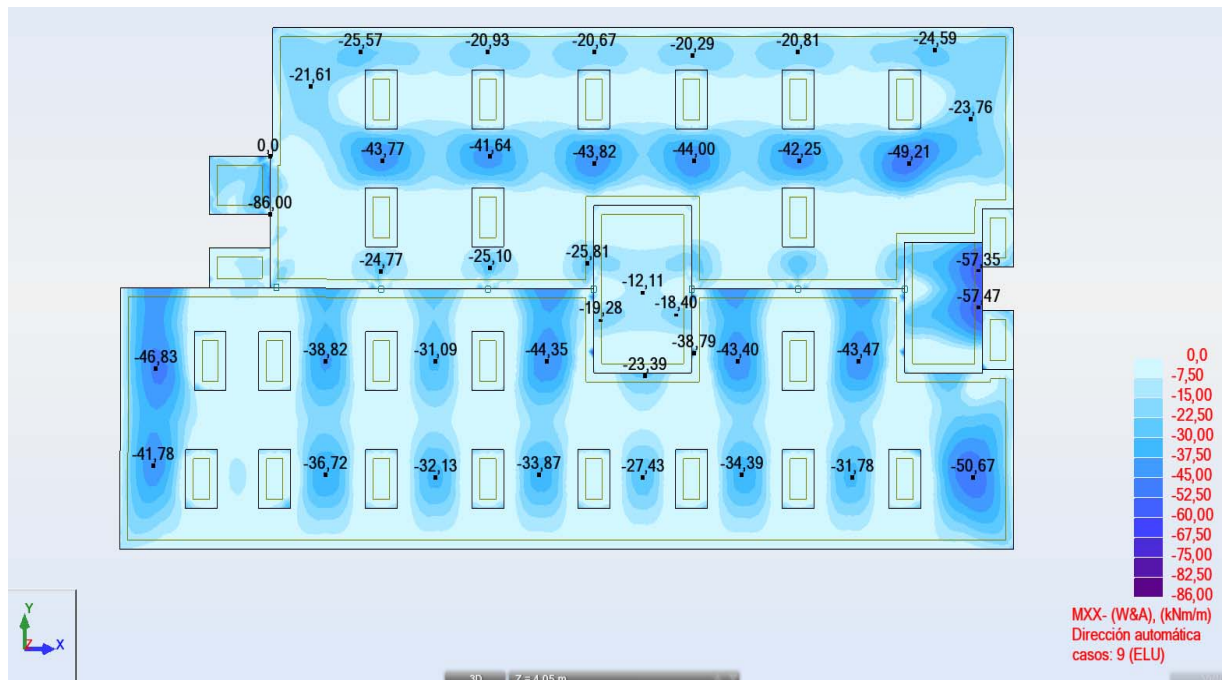 -25,57 -20,93 -20,67 -20,29 -20,81 -24,59
-21,61 -23,76
0,0 -43,77 -41,64 -43,82 -44,00 -42,25 -49,21
-86,00
-24,77 -25,10 -25,81 -57,35
-12,11
-19,28 -18,40 -57,47
-46,83 -38,82 -31,09 -44,35 -38,79 -43,40 -43,47
-23,39
-41,78 -36,72 -32,13 -33,87 -27,43 -34,39 -31,78 -50,67
0,0
-7,50
-15,00
-22,50
-30,00
-37,50
-45,00
-52,50
-60,00
-67,50
-75,00
-82,50
-86,00
MXX- (W&A), (kNm/m)
Dirección automática
casos: 9 (ELU)
Y
Z X
3D Z = 4,05 m